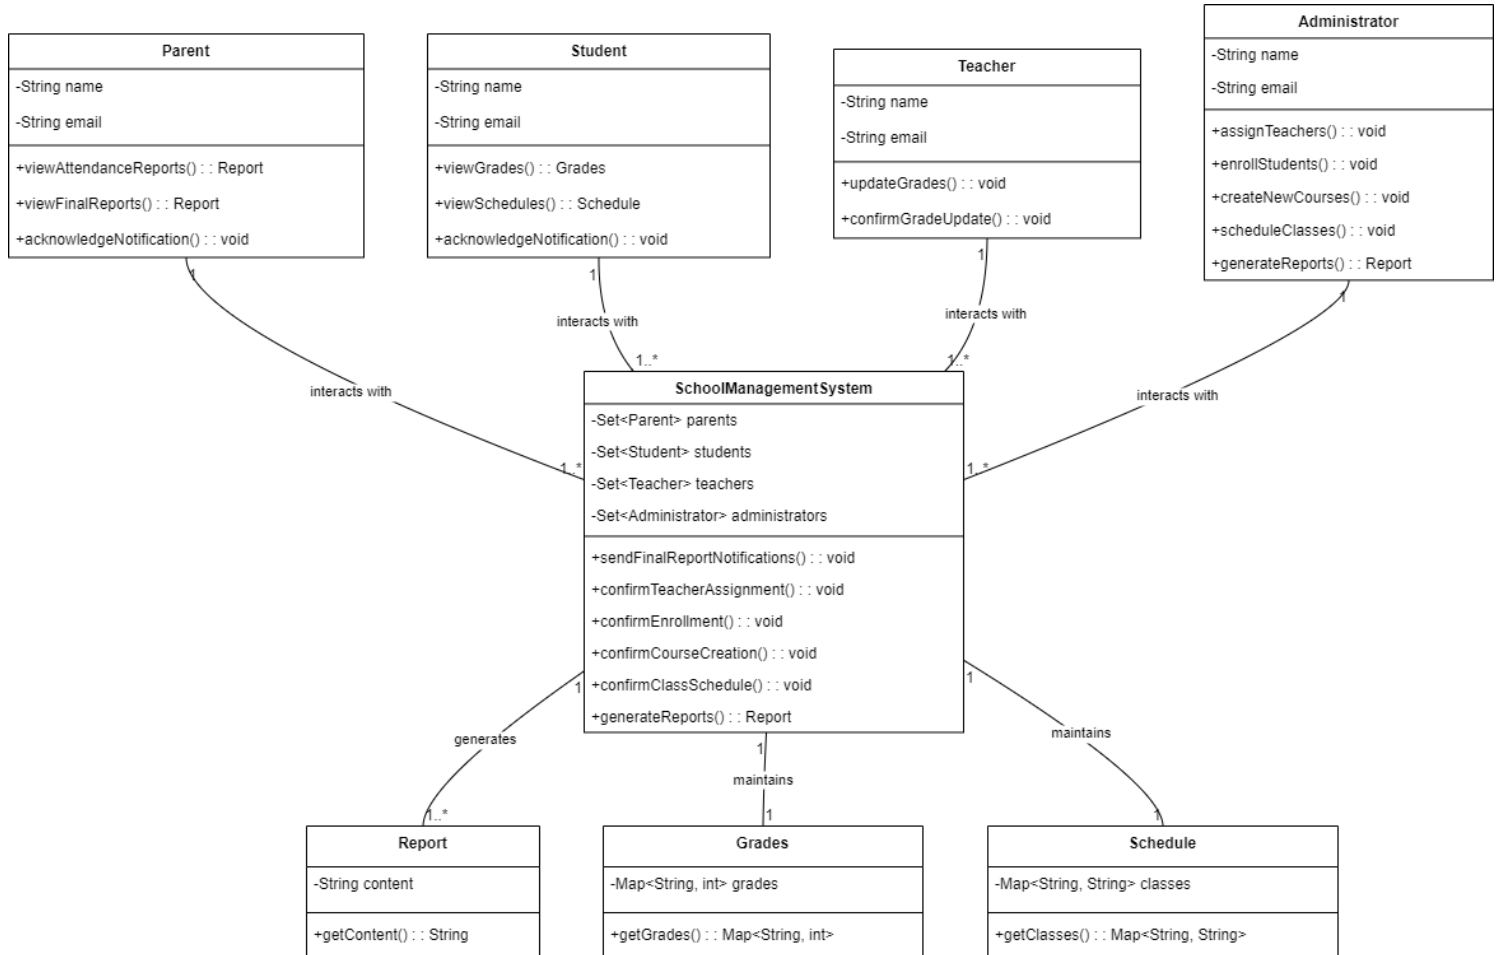 Parent
-String name
-String email
+viewAttendanceReports() : : Report
+viewFinalReports() : : Report
+acknowledgeNotification() : : void
Student
-String name
-String email
+viewGrades() : : Grades
+viewSchedules() : : Schedule
+acknowledgeNotification() : : void
Teacher
-String name
-String email
+updateGrades() : : void
+confirmGradeUpdate() : : void
Administrator
-String name
-String email
+assignTeachers() : : void
+enrollStudents() : : void
+createNewCourses() : : void
+scheduleClasses() : : void
+generateReports() : : Report
1
interacts with
1..*
1
interacts with
1..*
1
interacts with
1..*
1
interacts with
1..*
SchoolManagementSystem
-Set<Parent> parents
-Set<Student> students
-Set<Teacher> teachers
-Set<Administrator> administrators
+sendFinalReportNotifications() : : void
+confirmTeacherAssignment() : : void
+confirmEnrollment() : : void
+confirmCourseCreation() : : void
+confirmClassSchedule() : : void
+generateReports() : : Report
1
generates
1..*
1
maintains
1
1
maintains
1
Report
-String content
+getContent() : : String
Grades
-Map<String, int> grades
+getGrades() : : Map<String, int>
Schedule
-Map<String, String> classes
+getClasses() : : Map<String, String>